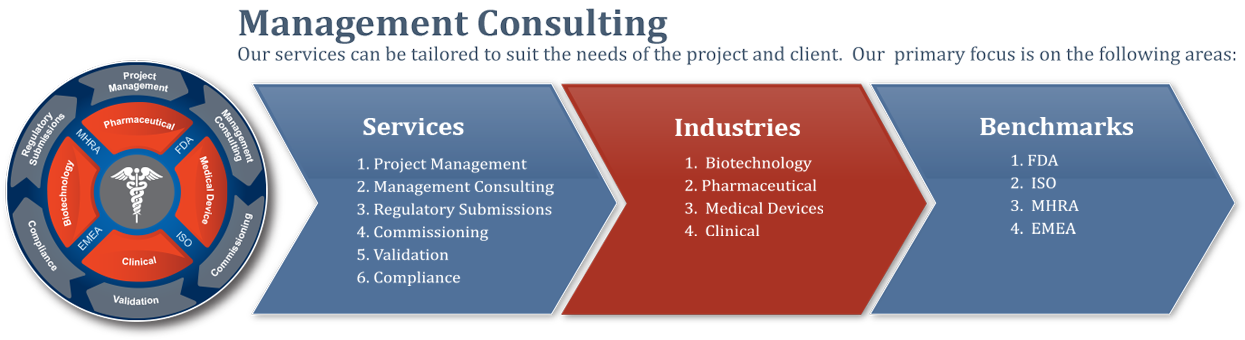 Management Consulting
Our services can be tailored to suit the needs of the project and client.  Our  primary focus is on the following areas:
Project
Management
Management
Consulting
Commissioning
Validation
Compliance
Regulatory
Submissions
Pharmaceutical
Medical Device
Clinical
Biotechnology
MHRA
FDA
ISO
EMEA
Services
1. Project Management
2. Management Consulting
3. Regulatory Submissions
4. Commissioning
5. Validation
6. Compliance
Industries
1.  Biotechnology
2. Pharmaceutical
3.  Medical Devices
4.  Clinical
Benchmarks
1. FDA
2.  ISO
3.  MHRA
4.  EMEA